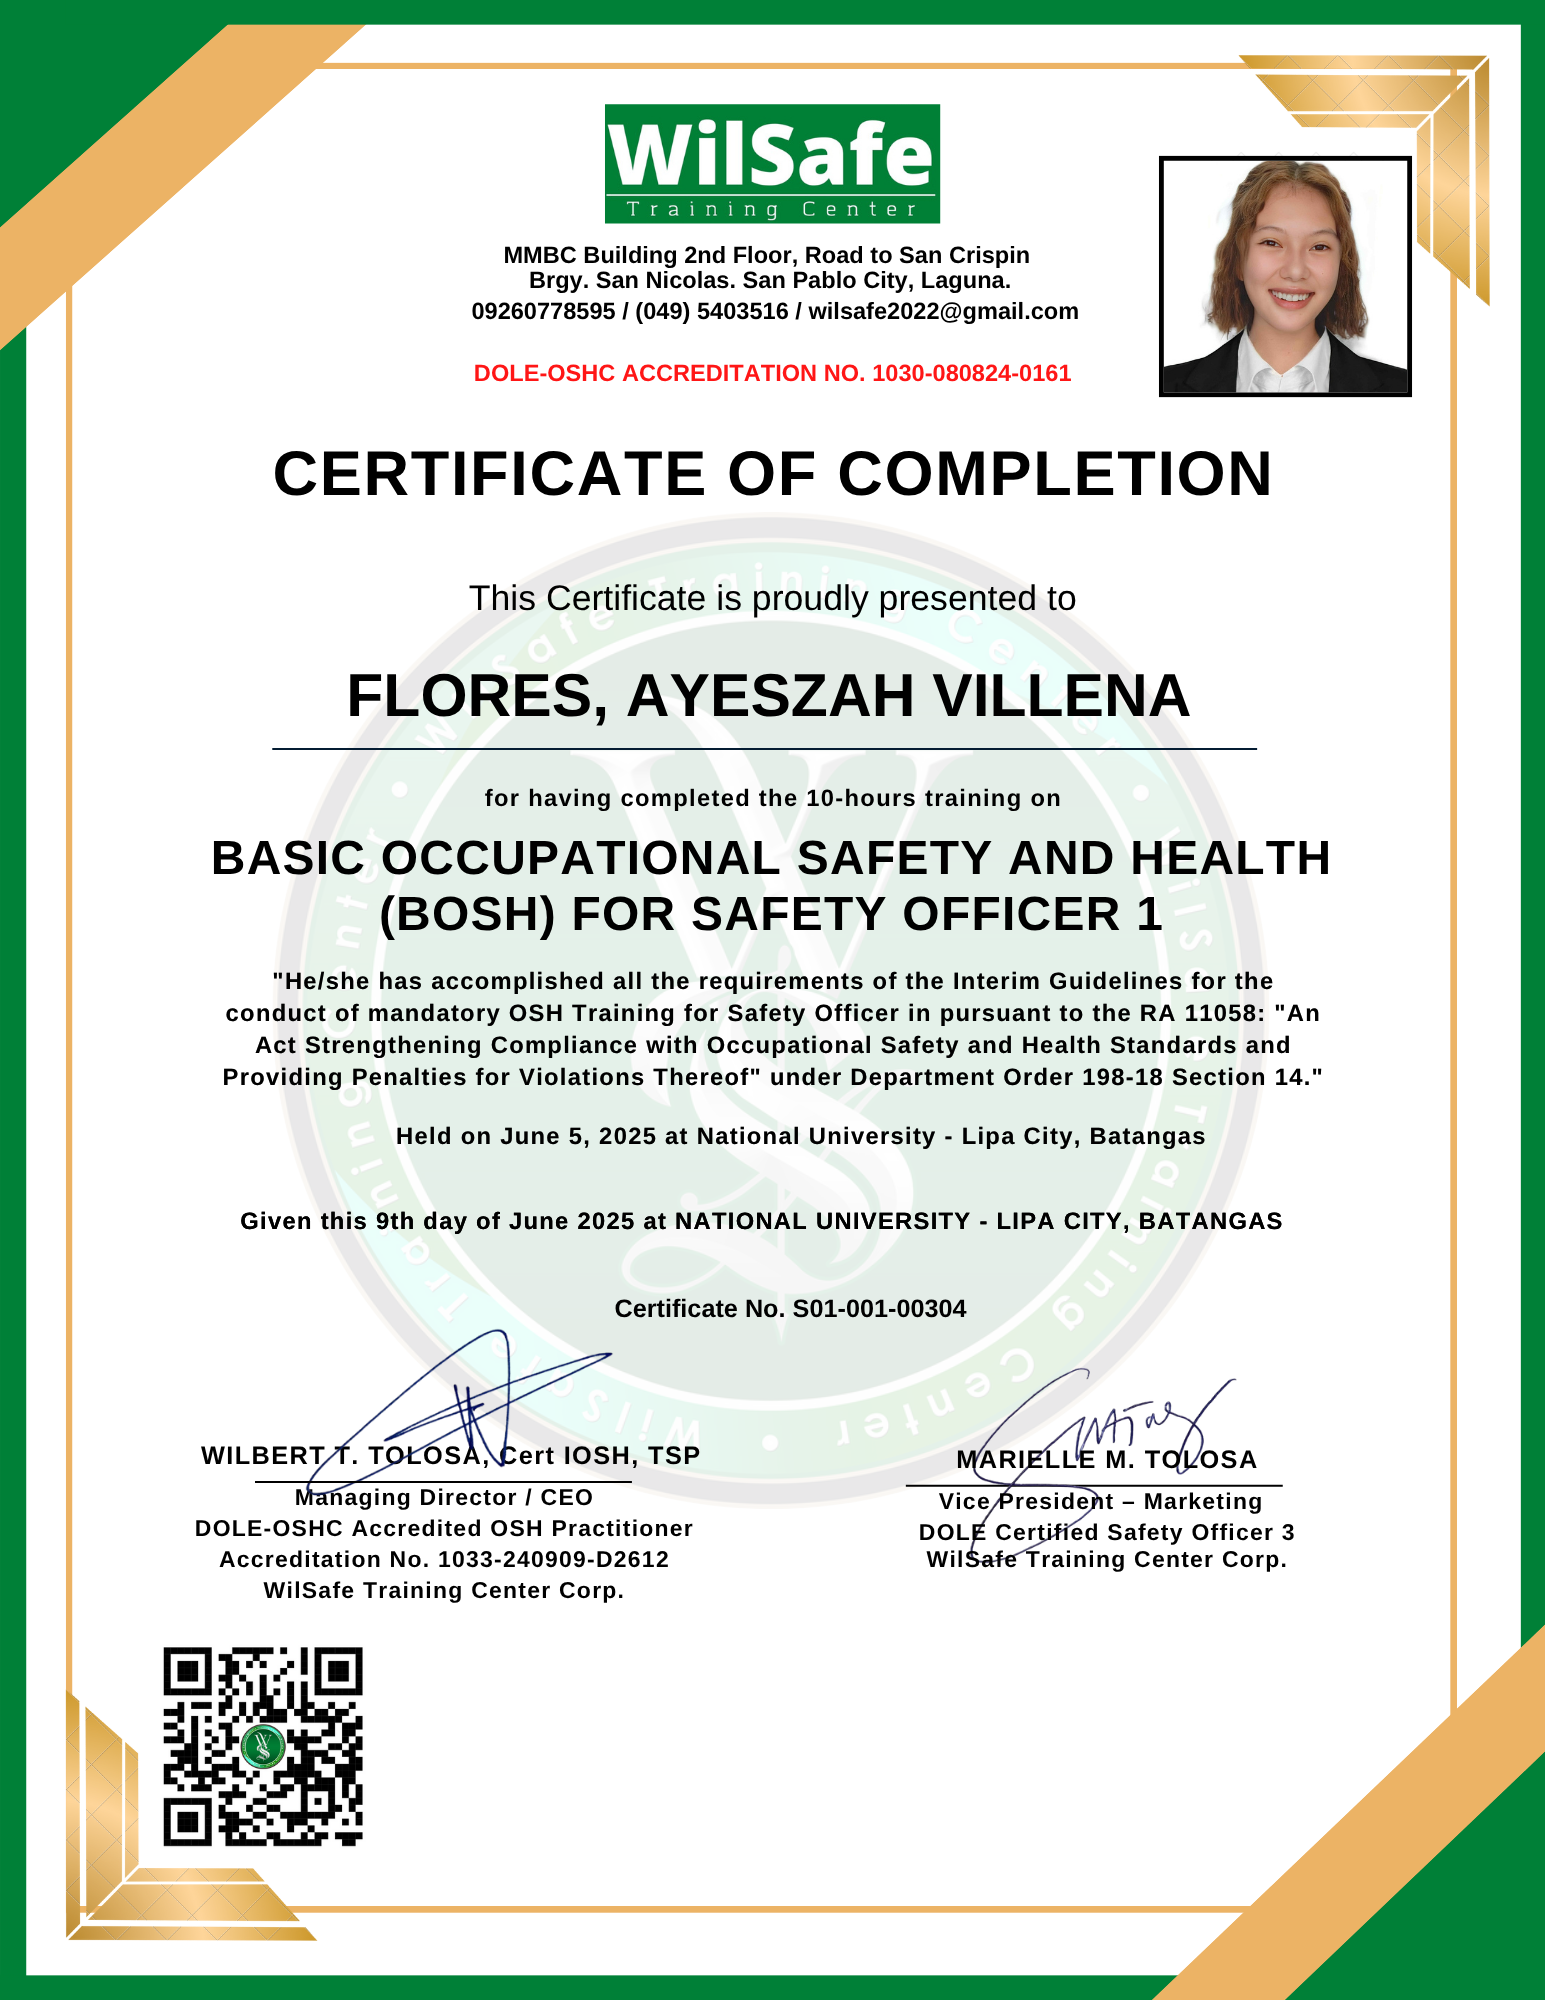 WilSafe
Training Center
MMBC Building 2nd Floor, Road to San Crispin
Brgy. San Nicolas. San Pablo City, Laguna.
09260778595 / (049) 5403516 / wilsafe2022@gmail.com
DOLE-OSHC ACCREDITATION NO. 1030-080824-0161
CERTIFICATE OF COMPLETION
This Certificate is proudly presented to
FLORES, AYESZAH VILLENA
for having completed the 10-hours training on
BASIC OCCUPATIONAL SAFETY AND HEALTH
(BOSH) FOR SAFETY OFFICER 1
"He/she has accomplished all the requirements of the Interim Guidelines for the
conduct of mandatory OSH Training for Safety Officer in pursuant to the RA 11058: "An
Act Strengthening Compliance with Occupational Safety and Health Standards and
Providing Penalties for Violations Thereof" under Department Order 198-18 Section 14."
Held on June 5, 2025 at National University - Lipa City, Batangas
Given this 9th day of June 2025 at NATIONAL UNIVERSITY - LIPA CITY, BATANGAS
Certificate No. S01-001-00304
WILBERT T. TOLOSA, Cert IOSH, TSP
Managing Director / CEO
DOLE-OSHC Accredited OSH Practitioner
Accreditation No. 1033-240909-D2612
WilSafe Training Center Corp.
MARIELLE M. TOLOSA
Vice President – Marketing
DOLE Certified Safety Officer 3
WilSafe Training Center Corp.
WilSafe Training Center • WilSafe Training Center • WilSafe Training Center •